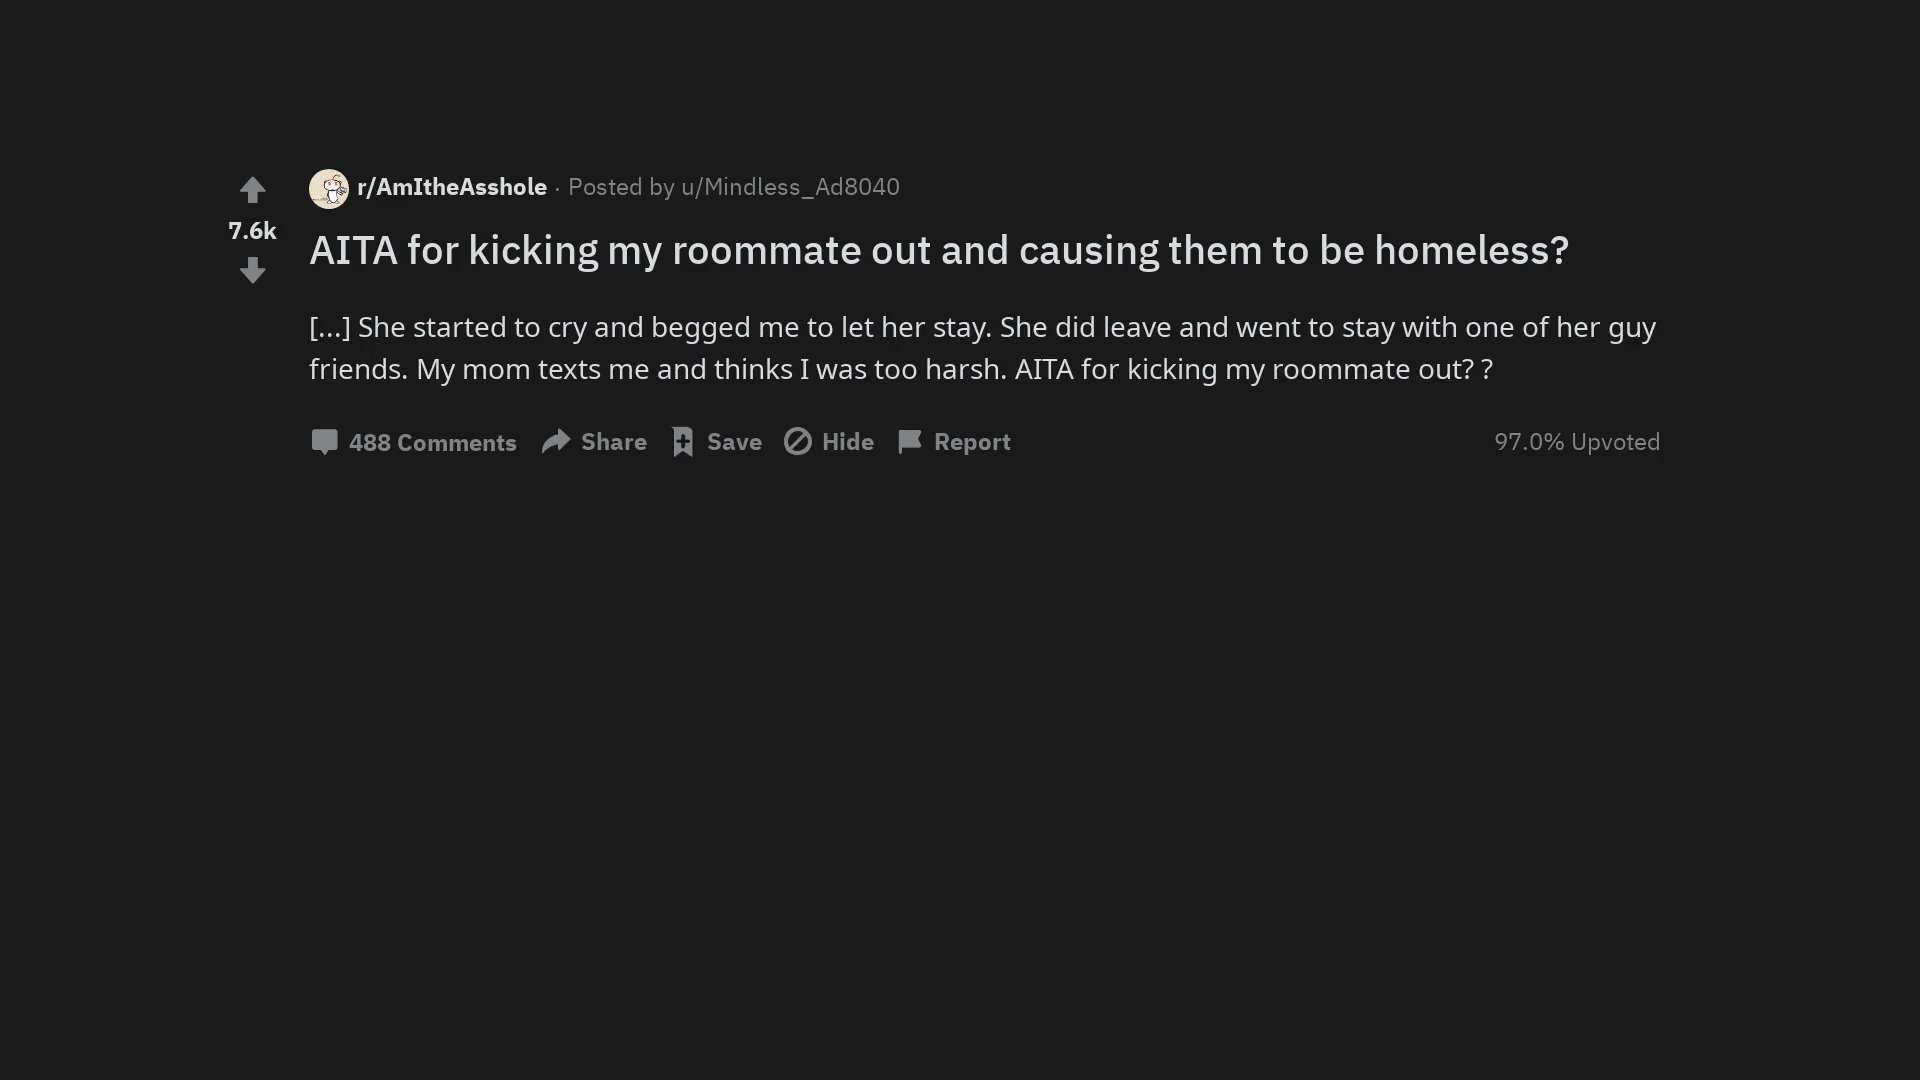 r/AmItheAsshole · Posted by u/Mindless_Ad8040
7.6k
AITA for kicking my roommate out and causing them to be homeless?
[...] She started to cry and begged me to let her stay. She did leave and went to stay with one of her guy
friends. My mom texts me and thinks I was too harsh. AITA for kicking my roommate out? ?
488 Comments Share Save Hide Report 97.0% Upvoted